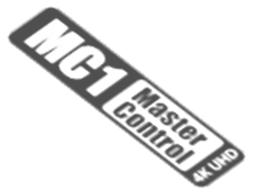 MC1
Master
Control
4K UHD